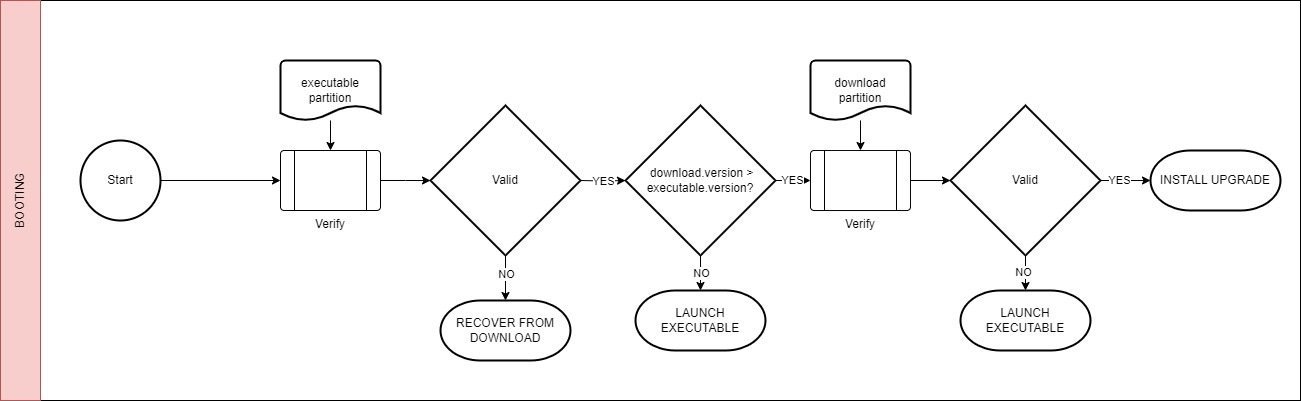 BOOTING
Start
executable
partition
Verify
Valid
YES
NO
RECOVER FROM
DOWNLOAD
download.version >
executable.version?
YES
NO
LAUNCH
EXECUTABLE
download
partition
Verify
Valid
YES
NO
LAUNCH
EXECUTABLE
INSTALL UPGRADE